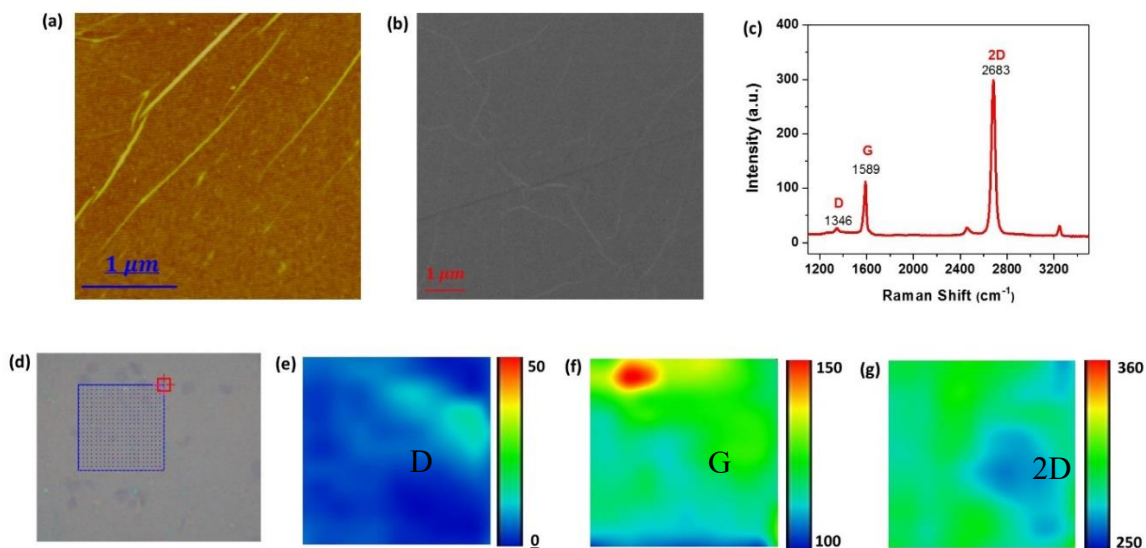 (a)
1 μm
(b)
1 μm
(c)
400
300
200
100
0
Intensity (a.u.)
D
1346
G
1589
2D
2683
1200 1600 2000 2400 2800 3200
Raman Shift (cm⁻¹)
(d)
(e)
D
50
0
(f)
G
150
100
(g)
2D
360
250